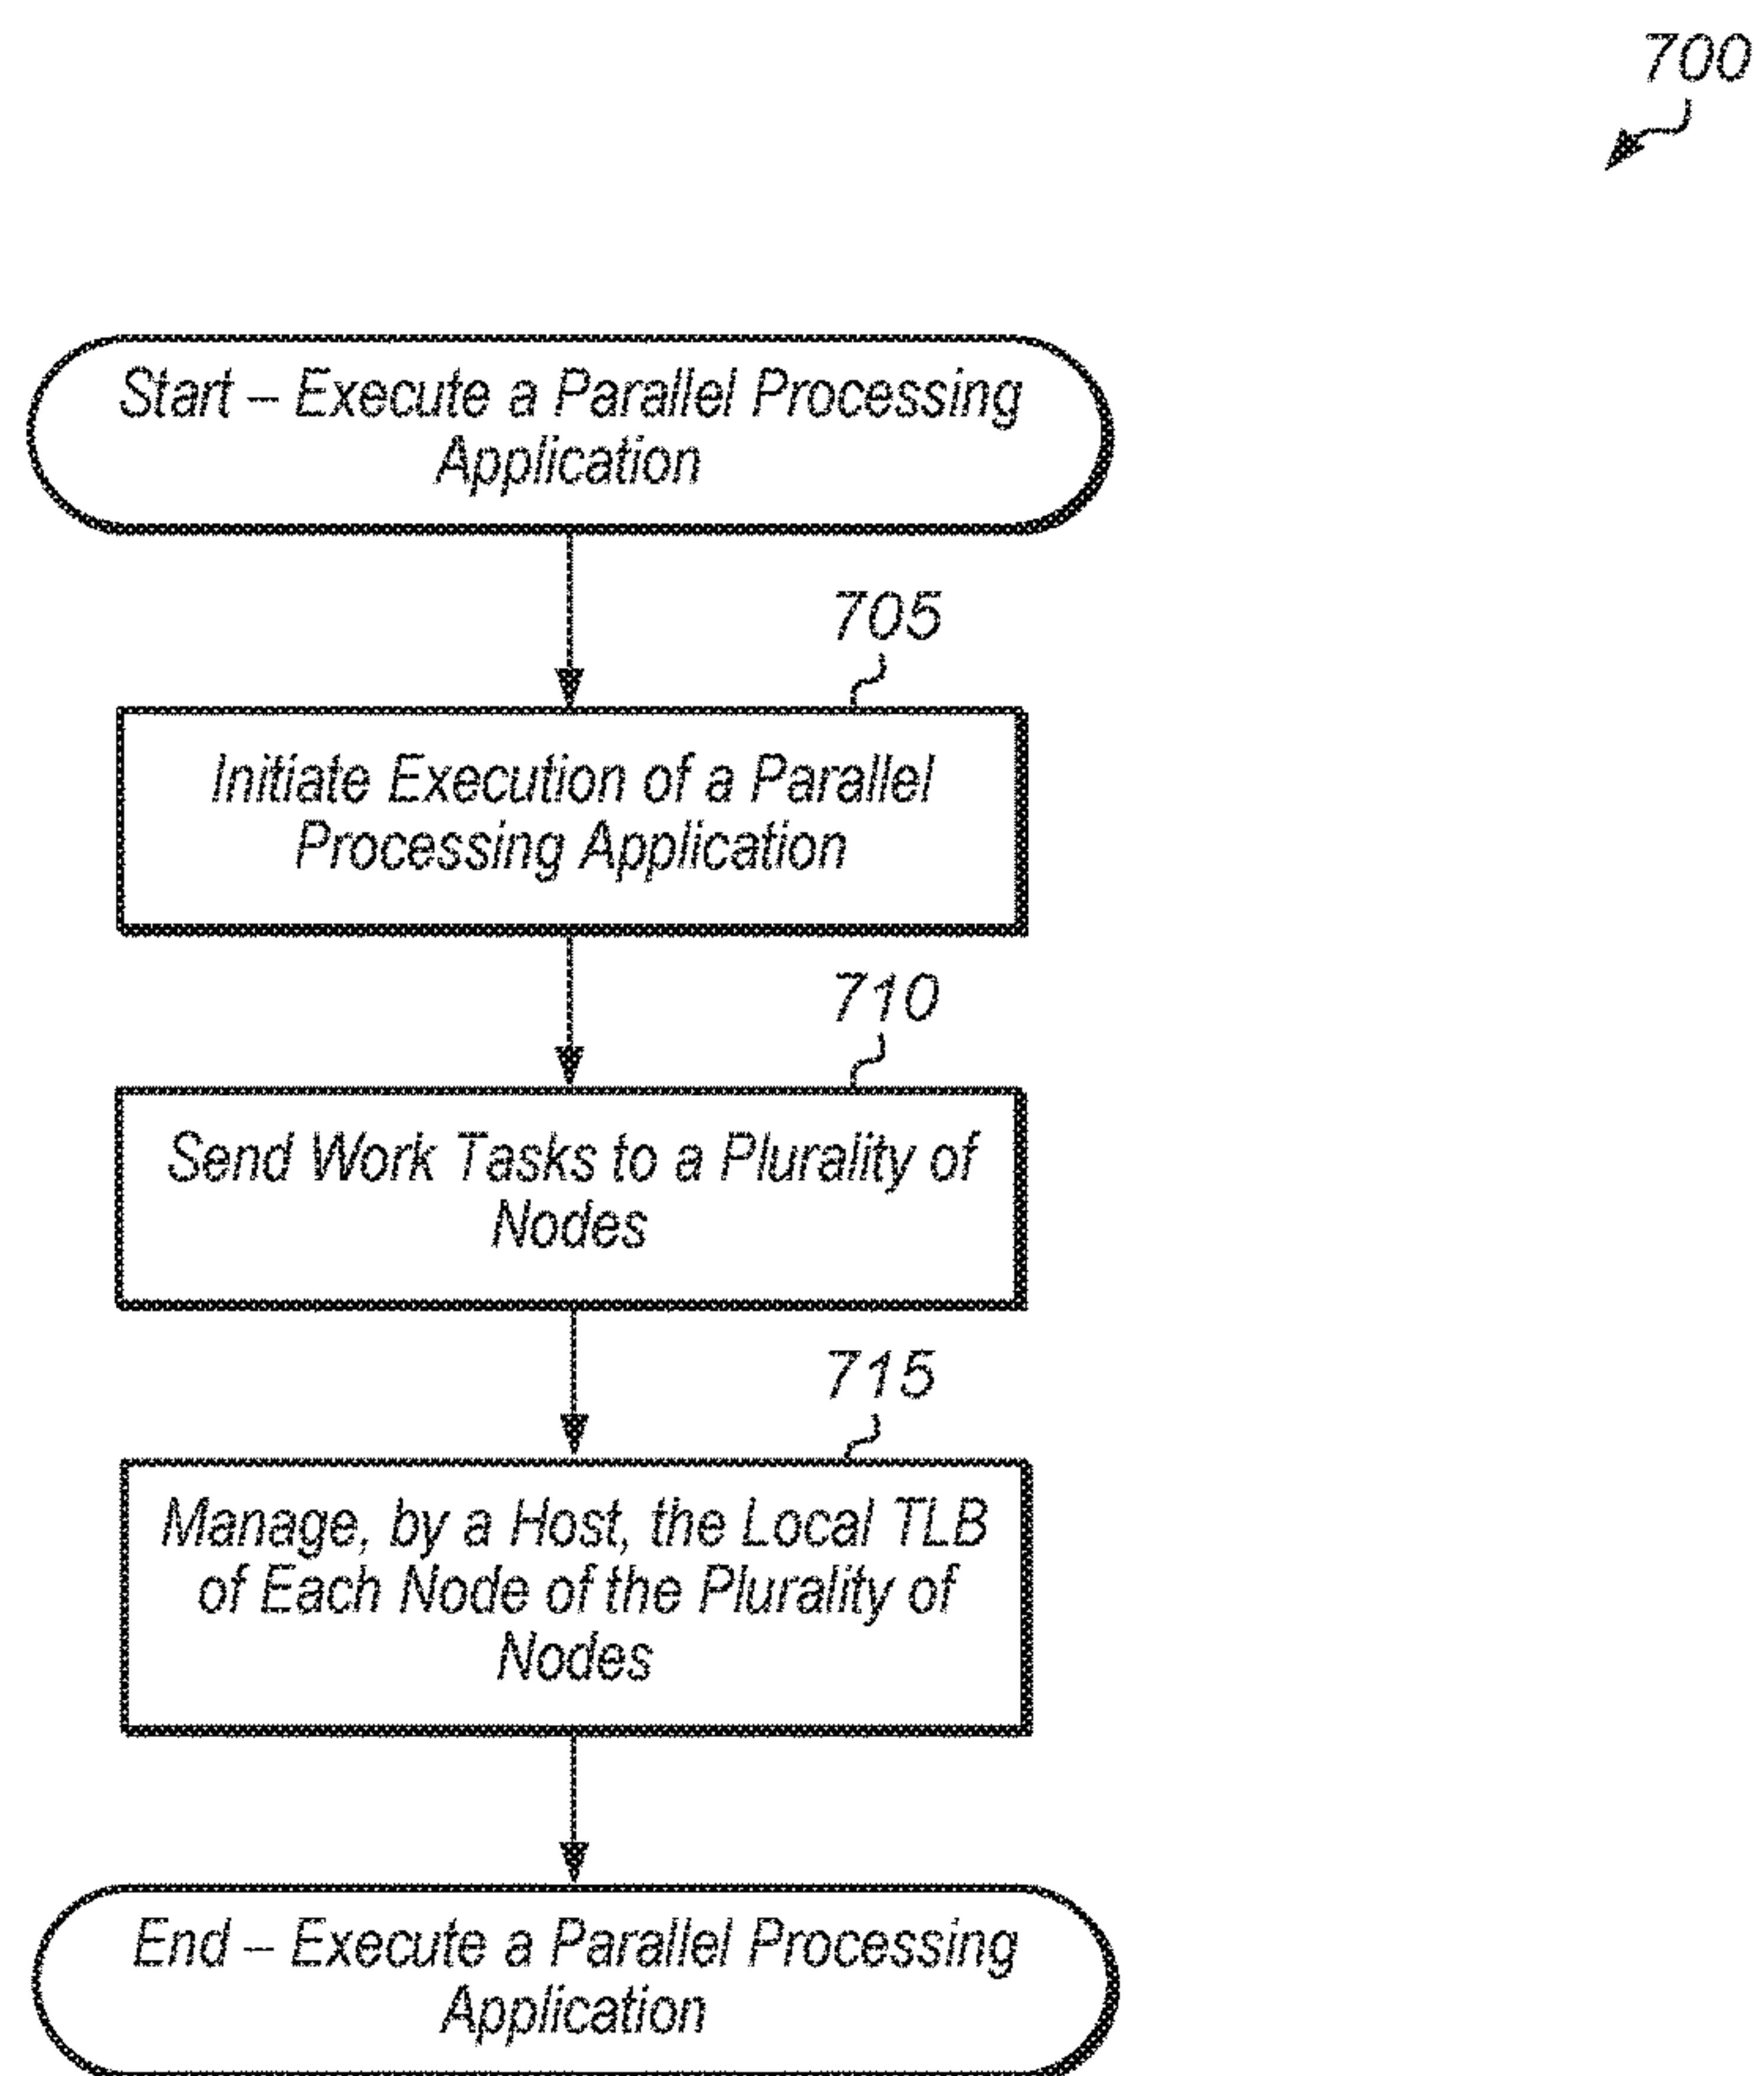 700
Start – Execute a Parallel Processing
Application
705
Initiate Execution of a Parallel
Processing Application
710
Send Work Tasks to a Plurality of
Nodes
715
Manage, by a Host, the Local TLB
of Each Node of the Plurality of
Nodes
End – Execute a Parallel Processing
Application